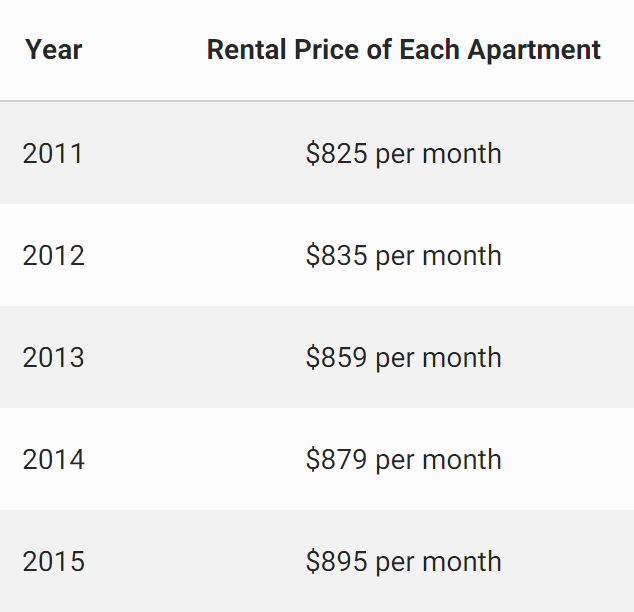 Year Rental Price of Each Apartment
2011 $825 per month
2012 $835 per month
2013 $859 per month
2014 $879 per month
2015 $895 per month